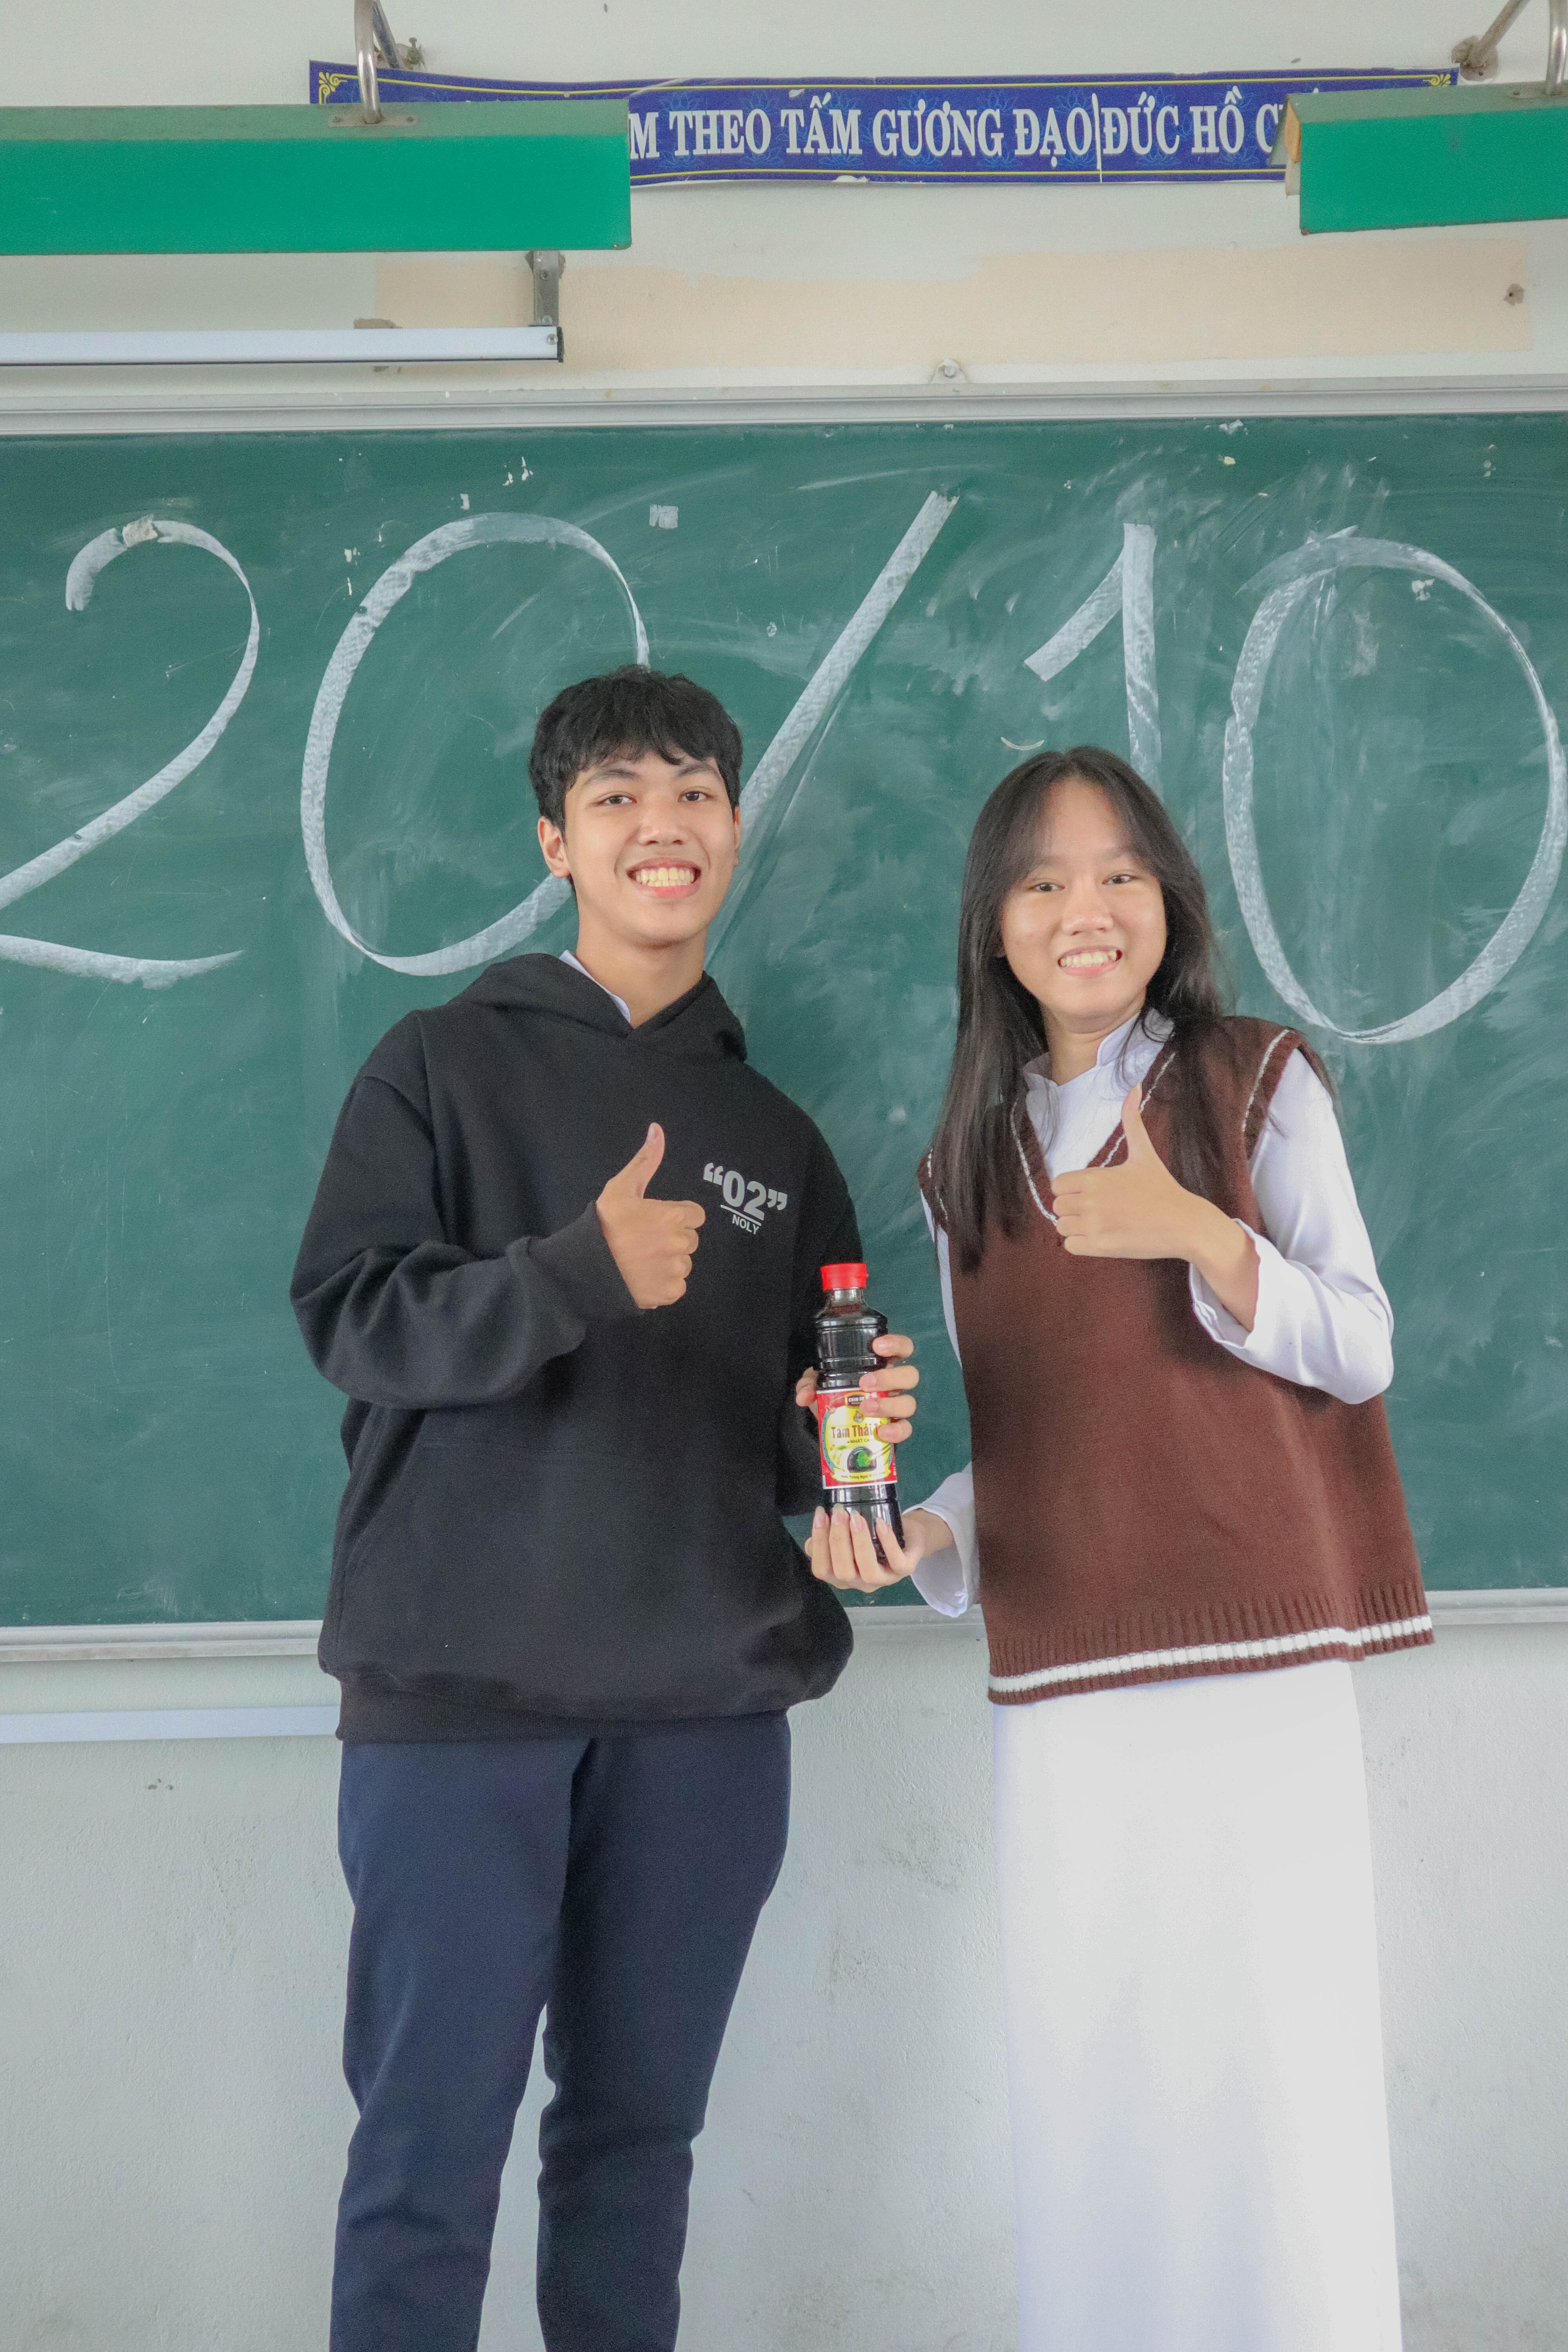 THEO TẤM GƯƠNG ĐẠO ĐỨC HỒ
20/10
“02”
NOLY
Tam Thái